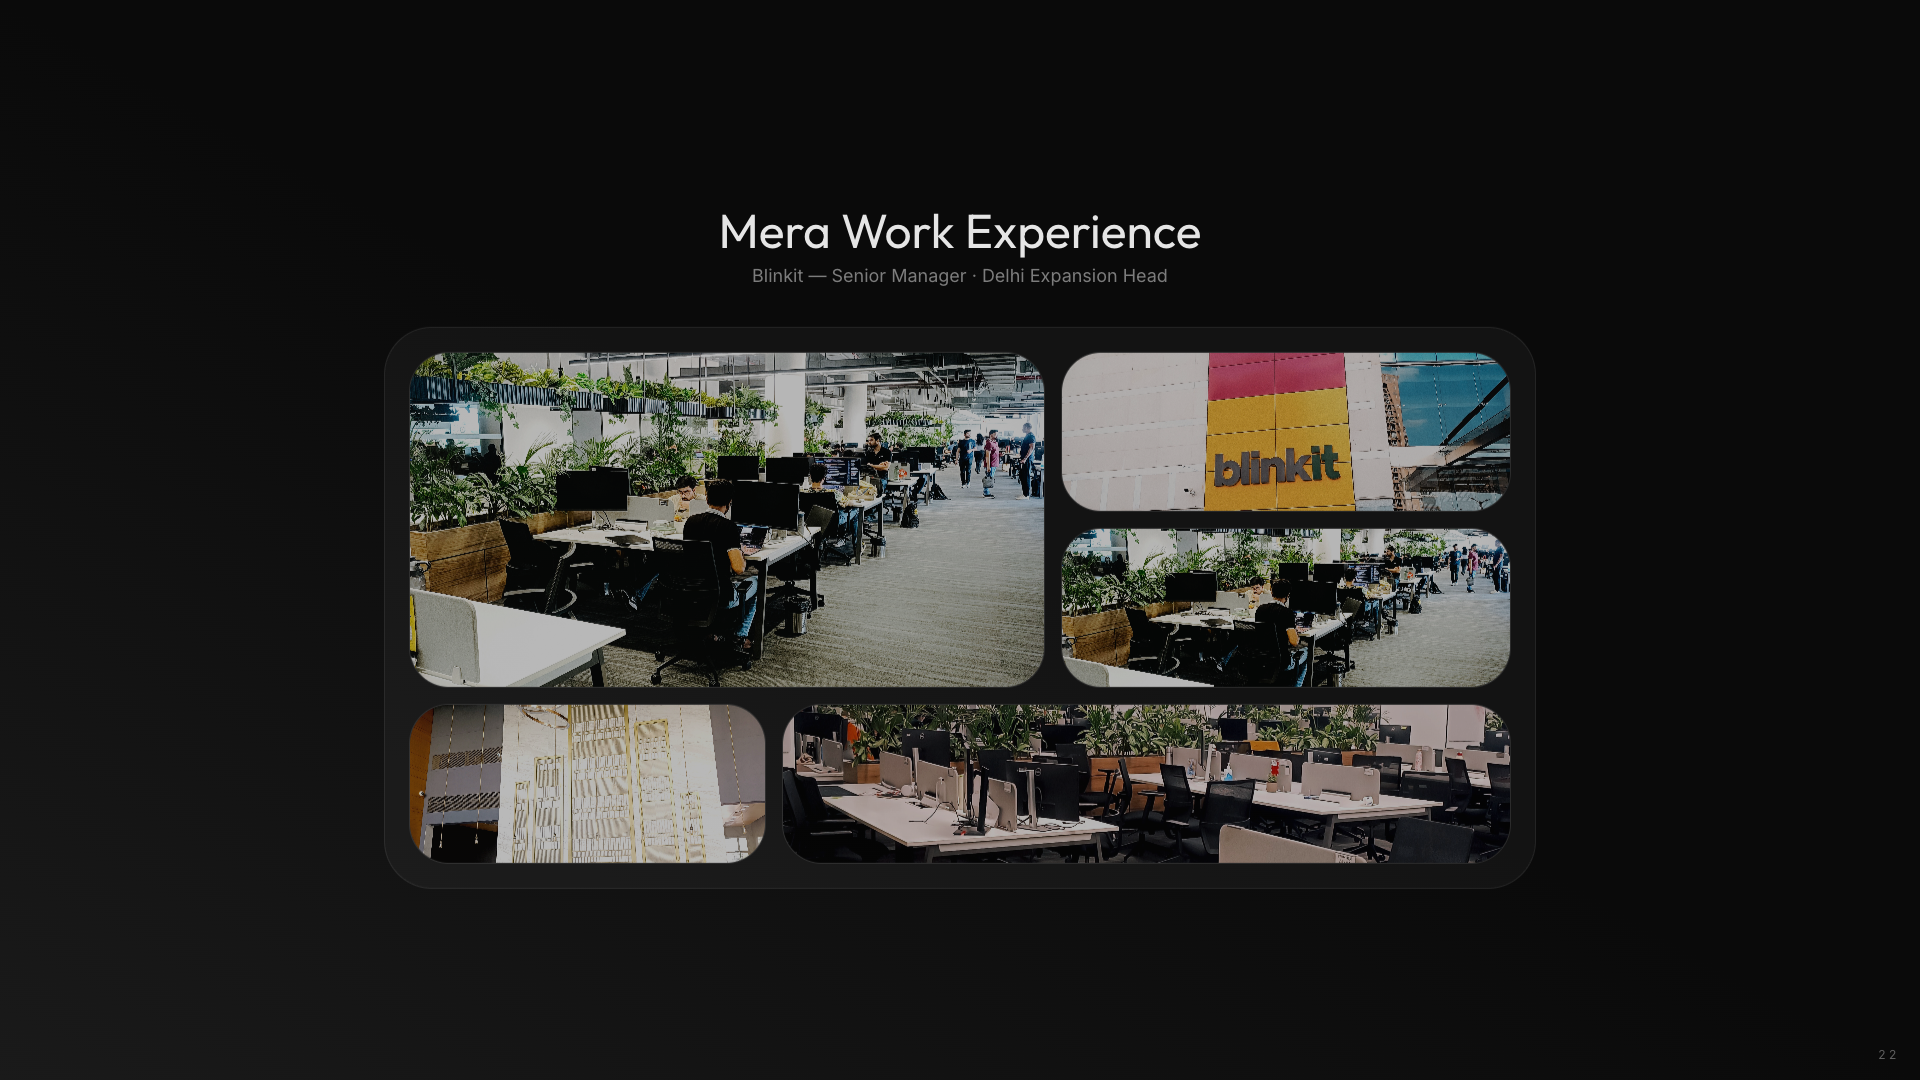 Mera Work Experience
Blinkit — Senior Manager · Delhi Expansion Head
blinkit
22